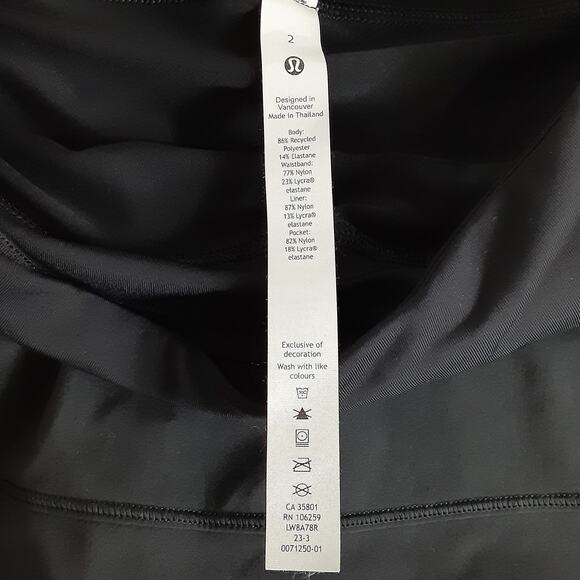 2
Designed in
Vancouver
Made in Thailand
Body:
86% Recycled
Polyester
14% Elastane
Waistband:
77% Nylon
23% Lycra®
elastane
Liner:
87% Nylon
13% Lycra®
elastane
Pocket:
82% Nylon
18% Lycra®
elastane
Exclusive of
decoration
Wash with like
colours
CA 35801
RN 106259
LW8A78R
23-3
0071250-01